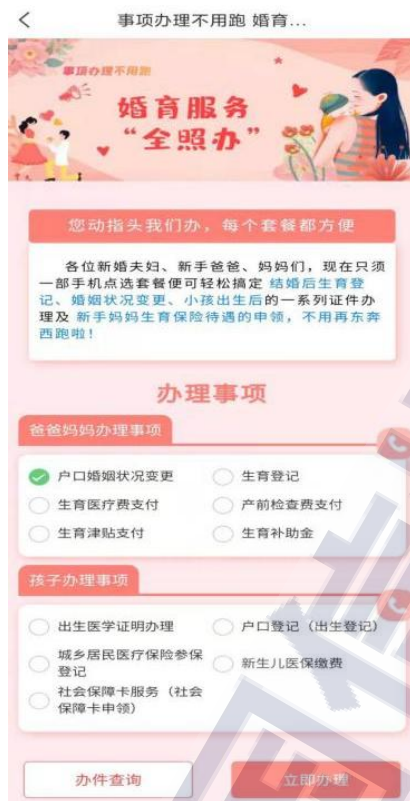 事项办理不用跑 婚育...
事项办理不用跑
婚育服务
“全照办”
您动指头我们办，每个套餐都方便
各位新婚夫妇、新手爸爸、妈妈们，现在只须
一部手机点选套餐便可轻松搞定 结婚后生育登
记、婚姻状况变更、小孩出生后的一系列证件办
理及 新手妈妈生育保险待遇的申领，不用再东奔
西跑啦！
办理事项
爸爸妈妈办理事项
户口婚姻状况变更 生育登记
生育医疗费支付 产前检查费支付
生育津贴支付 生育补助金
孩子办理事项
出生医学证明办理 户口登记（出生登记）
城乡居民医疗保险参保
登记 新生儿医保缴费
社会保障卡服务（社会
保障卡申领）
办件查询 立即办理